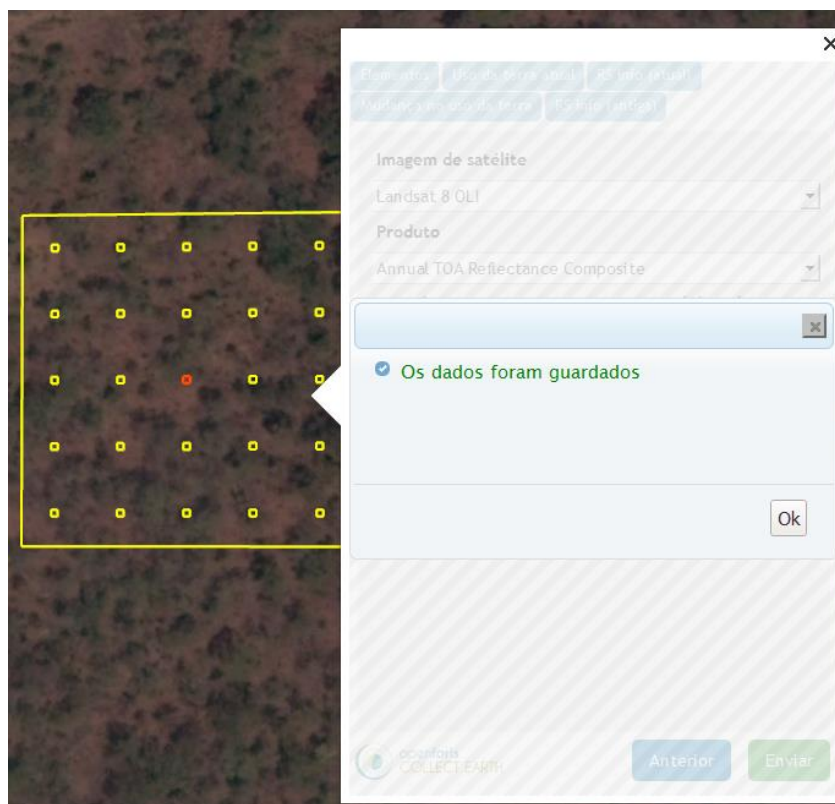 Elementos Uso da terra atual RS Info (atual)
Mudança no uso da terra RS Info (antiga)
Imagem de satélite
Landsat 8 OLI
Produto
Annual TOA Reflectance Composite
Os dados foram guardados
Ok
openforis
COLLECT EARTH
Anterior Enviar